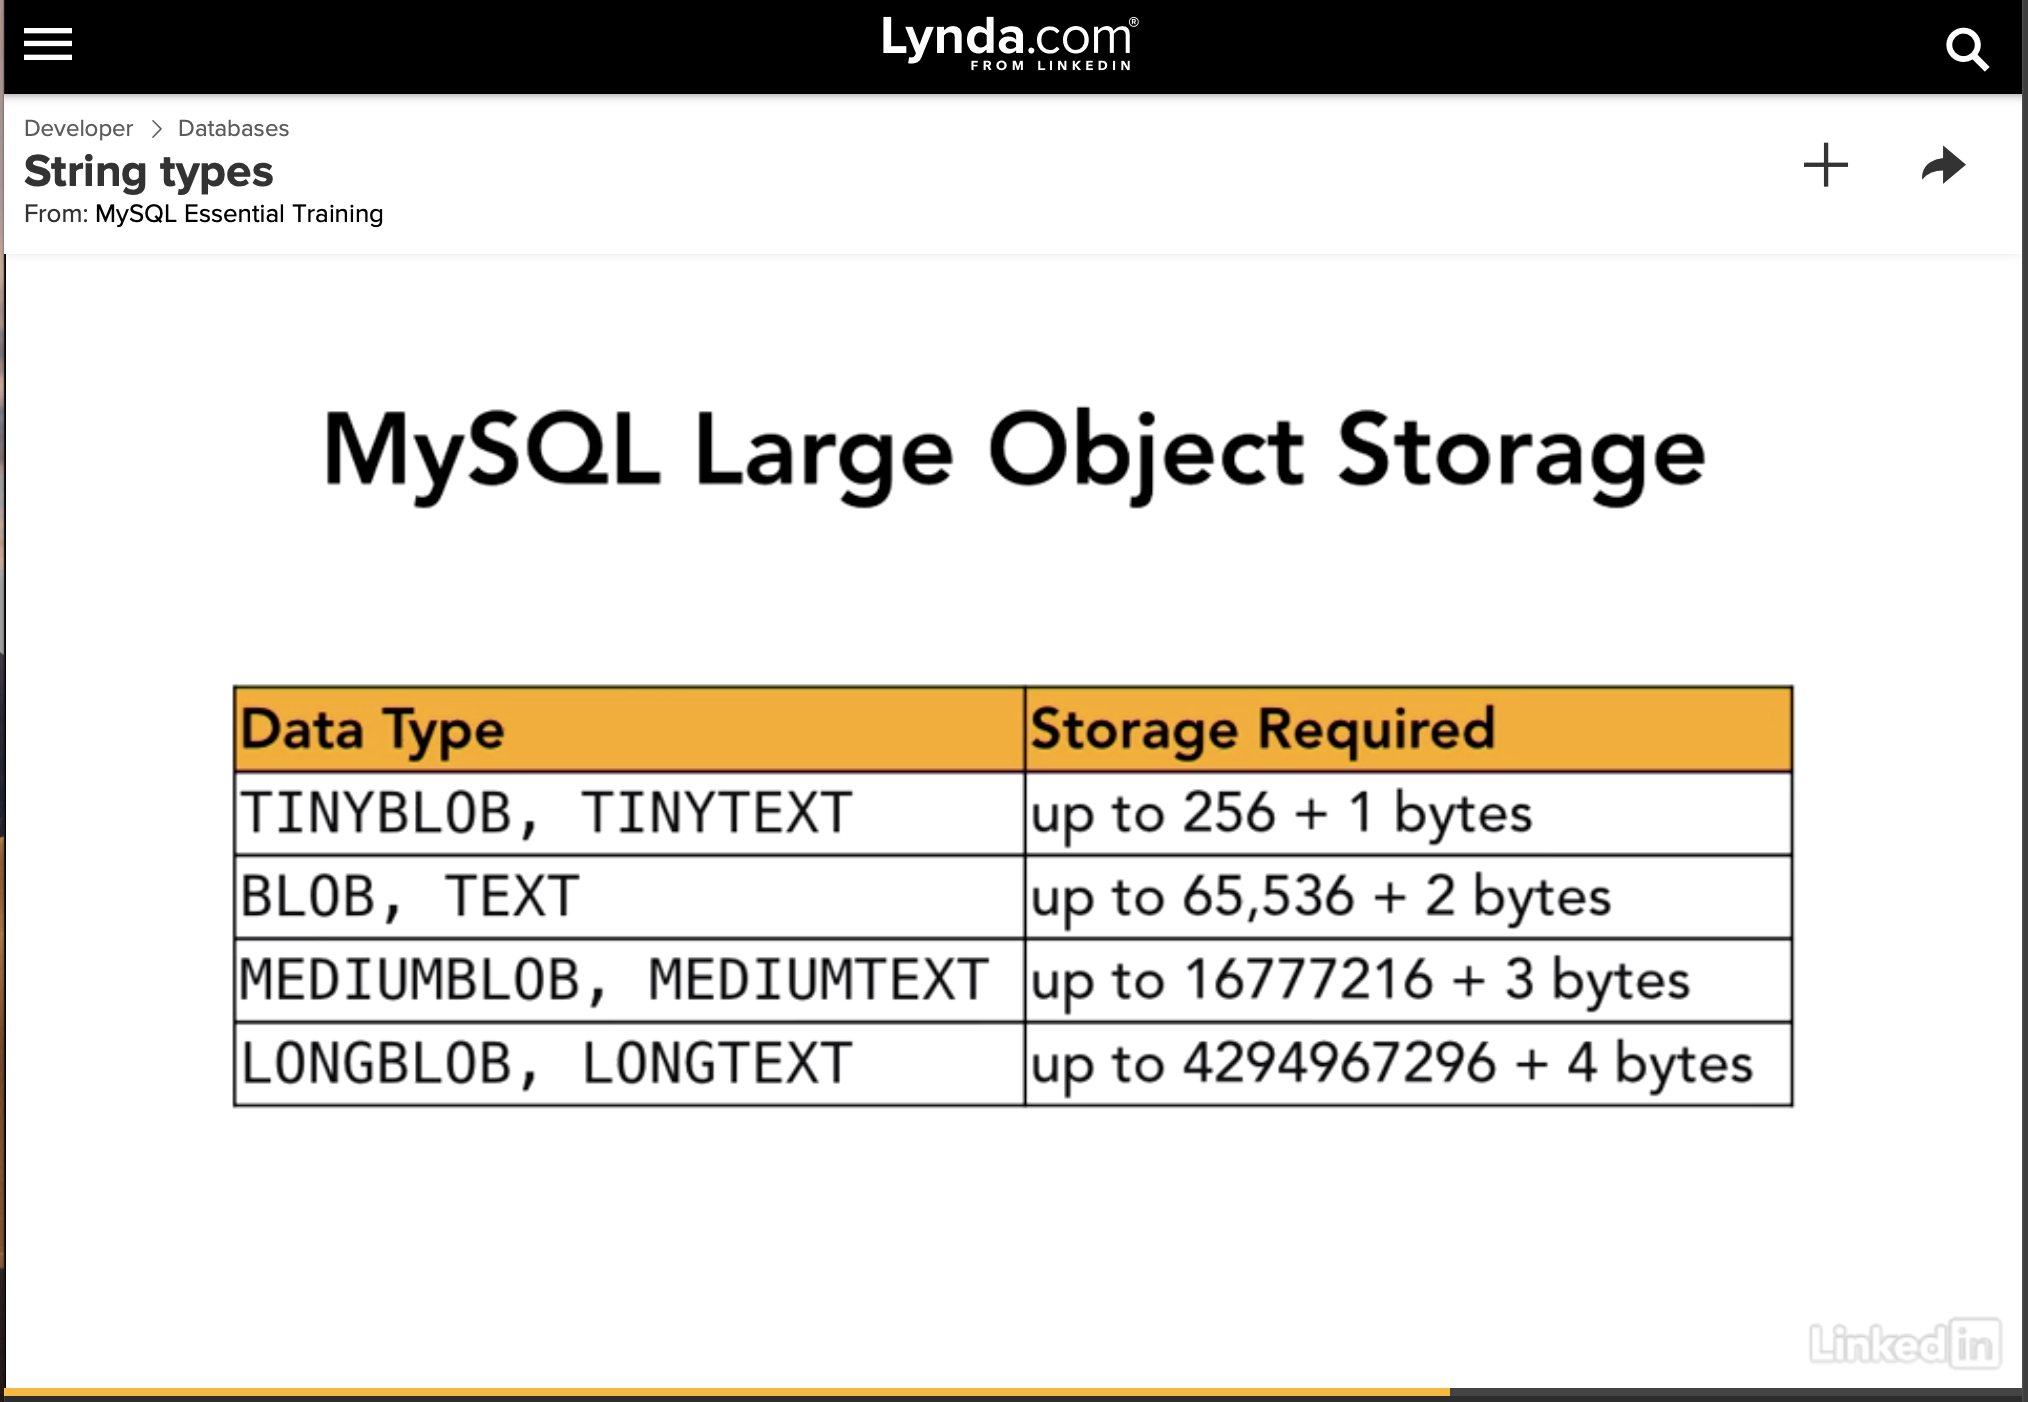 Lynda.com®
FROM LINKEDIN
Developer > Databases
String types
From: MySQL Essential Training
MySQL Large Object Storage
Data Type Storage Required
TINYBLOB, TINYTEXT up to 256 + 1 bytes
BLOB, TEXT up to 65,536 + 2 bytes
MEDIUMBLOB, MEDIUMTEXT up to 16777216 + 3 bytes
LONGBLOB, LONGTEXT up to 4294967296 + 4 bytes
Linked in